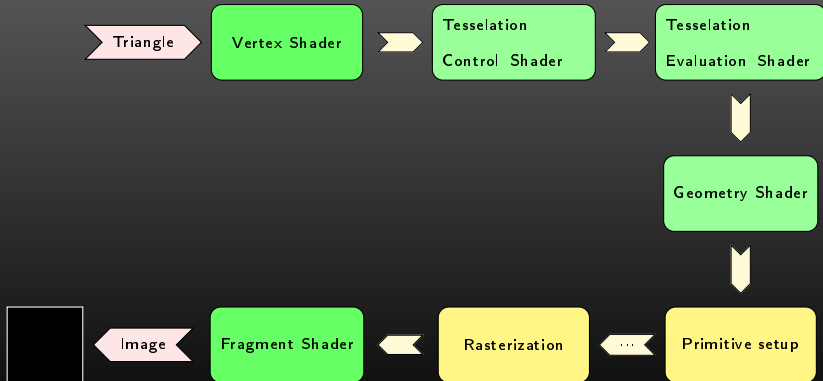 Triangle
Vertex Shader
Tesselation
Control Shader
Tesselation
Evaluation Shader
Geometry Shader
Primitive setup
...
Rasterization
Fragment Shader
Image